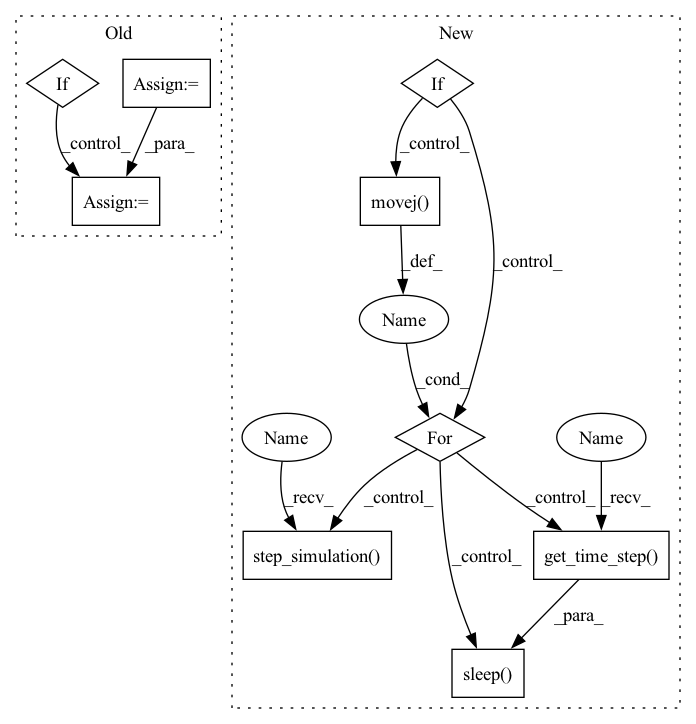 Old
New
If
Assign:=
If
_control_
_para_
_control_
Assign:=
movej()
_def_
_control_
Name
_cond_
Name
For
Name
_recv_
_control_
_control_
_recv_
step_simulation()
_control_
get_time_step()
_para_
sleep()